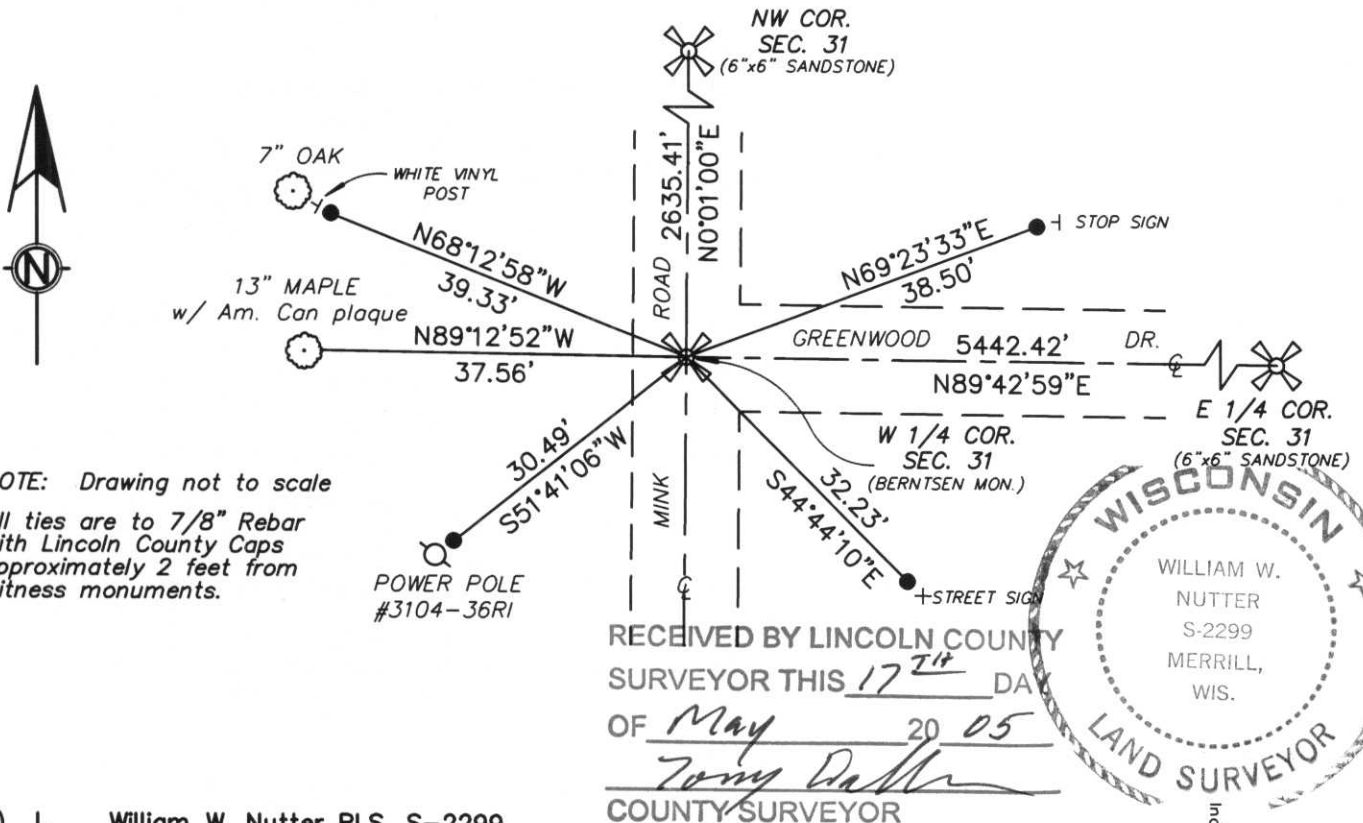 NW COR.
SEC. 31
(6"x6" SANDSTONE)
7" OAK
WHITE VINYL
POST
N68°12'58"W
39.33'
ROAD 2635.41'
N0°01'00"E
N69°23'33"E
38.50'
STOP SIGN
13" MAPLE
w/ Am. Can plaque
N89°12'52"W
37.56'
GREENWOOD 5442.42' DR.
N89°42'59"E
E 1/4 COR.
SEC. 31
(6"x6" SANDSTONE)
W 1/4 COR.
SEC. 31
(BERNTSEN MON.)
30.49'
S51°41'06"W
MINK
32.23'
S44°44'10"E
N
OTE: Drawing not to scale
ll ties are to 7/8" Rebar
ith Lincoln County Caps
pproximately 2 feet from
itness monuments.
POWER POLE
#3104-36RI
STREET SIGN
WISCONSIN
WILLIAM W.
NUTTER
S-2299
MERRILL,
WIS.
LAND SURVEYOR
RECEIVED BY LINCOLN COUNTY
SURVEYOR THIS 17TH DAY
OF May 20 05
COUNTY SURVEYOR
William W. Nutter RLS S-2299